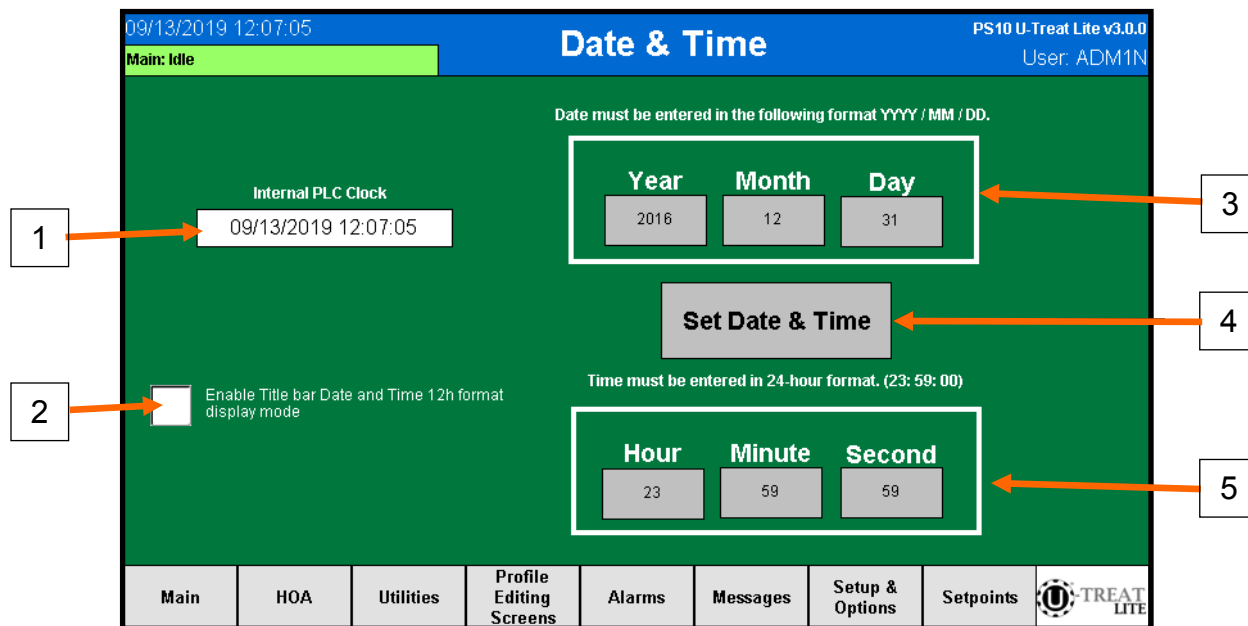 09/13/2019 12:07:05
Main: Idle
Date & Time
PS10 U-Treat Lite v3.0.0
User: ADM1N
Date must be entered in the following format YYYY / MM / DD.
Internal PLC Clock
09/13/2019 12:07:05
Year Month Day
2016 12 31
Set Date & Time
Enable Title bar Date and Time 12h format
display mode
Time must be entered in 24-hour format. (23: 59: 00)
Hour Minute Second
23 59 59
1
2
3
4
5
Main
HOA
Utilities
Profile
Editing
Screens
Alarms
Messages
Setup &
Options
Setpoints
U-TREAT
LITE